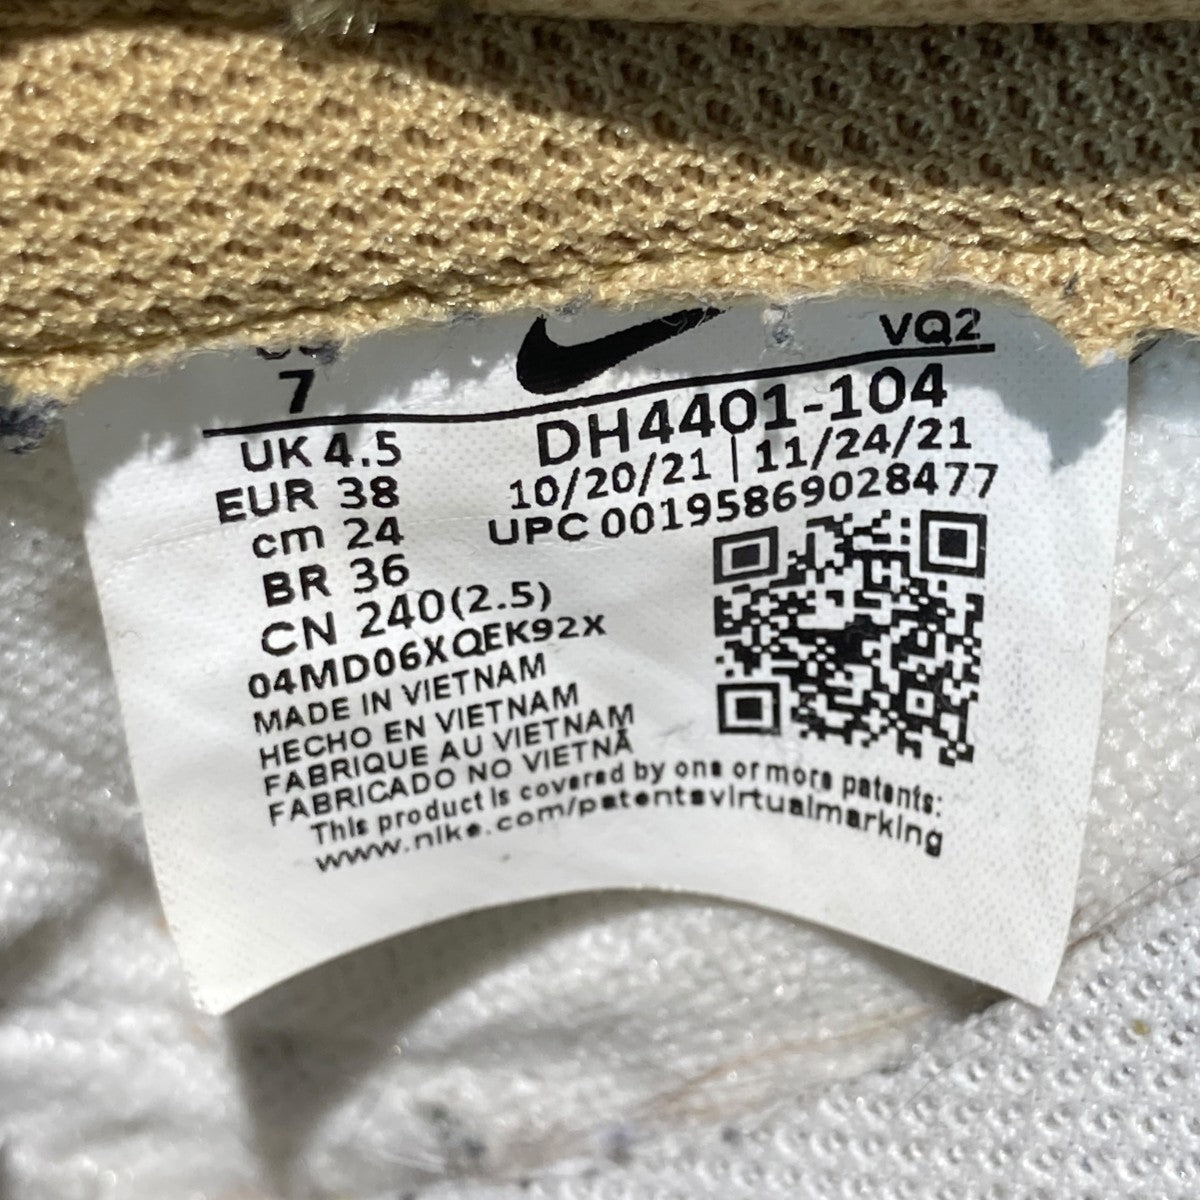 VQ2
7
UK 4.5
EUR 38
cm 24
BR 36
CN 240(2.5)
DH4401-104
10/20/21 | 11/24/21
UPC 00195869028477
04MD06XQEK92X
MADE IN VIETNAM
HECHO EN VIETNAM
FABRIQUE AU VIETNAM
FABRICADO NO VIETNÃ
This product is covered by one or more patents:
www.nike.com/patentsvirtualmarking